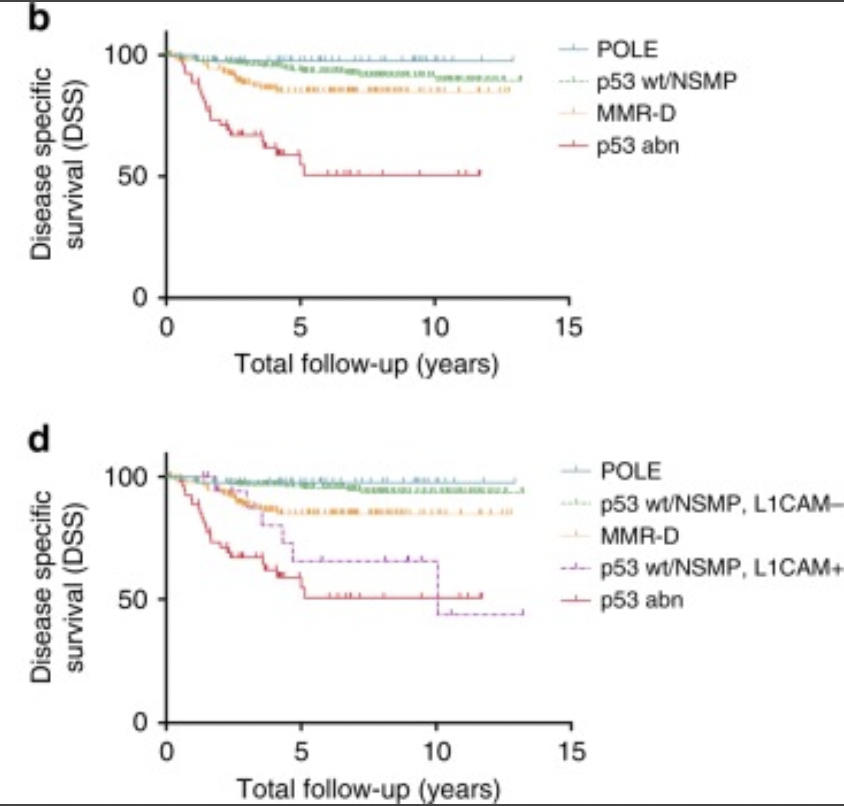 b
100
50
0
0 5 10 15
Disease specific
survival (DSS)
Total follow-up (years)
POLE
p53 wt/NSMP
MMR-D
p53 abn
d
100
50
0
0 5 10 15
Disease specific
survival (DSS)
Total follow-up (years)
POLE
p53 wt/NSMP, L1CAM–
MMR-D
p53 wt/NSMP, L1CAM+
p53 abn